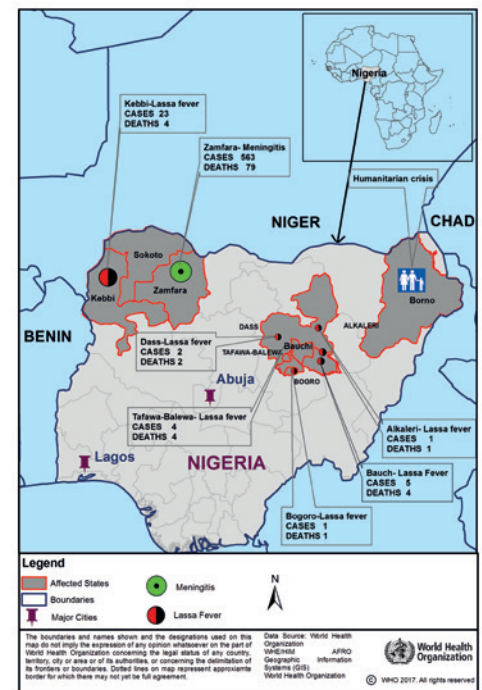 Nigeria
Kebbi-Lassa fever
CASES 23
DEATHS 4
Zamfara- Meningitis
CASES 563
DEATHS 79
Humanitarian crisis
NIGER
CHAD
Sokoto
Kebbi
Zamfara
Borno
BENIN
DASS
ALKALERI
Dass-Lassa fever
CASES 2
DEATHS 2
TAFAWA-BALEWA
Bauchi
BOGRO
Abuja
Tafawa-Balewa- Lassa fever
CASES 4
DEATHS 4
Alkaleri- Lassa fever
CASES 1
DEATHS 1
Lagos
NIGERIA
Bauch- Lassa Fever
CASES 5
DEATHS 4
Bogoro-Lassa fever
CASES 1
DEATHS 1
Legend
Affected States
Boundaries
Major Cities
Meningitis
Lassa Fever
N
The boundaries and names shown and the designations used on this
map do not imply the expression of any opinion whatsoever on the part of
World Health Organization concerning the legal status of any country,
territory, city or area or of its authorities, or concerning the delimitation of
its frontiers or boundaries. Dotted lines on map represent approxiamte
border for which there may not yet be full agreement.
Data Source: World Health
Organization
WHE/HIM AFRO
Geographic Information
Systems (GIS)
World Health Organization
World Health
Organization
© WHO 2017. All rights reserved